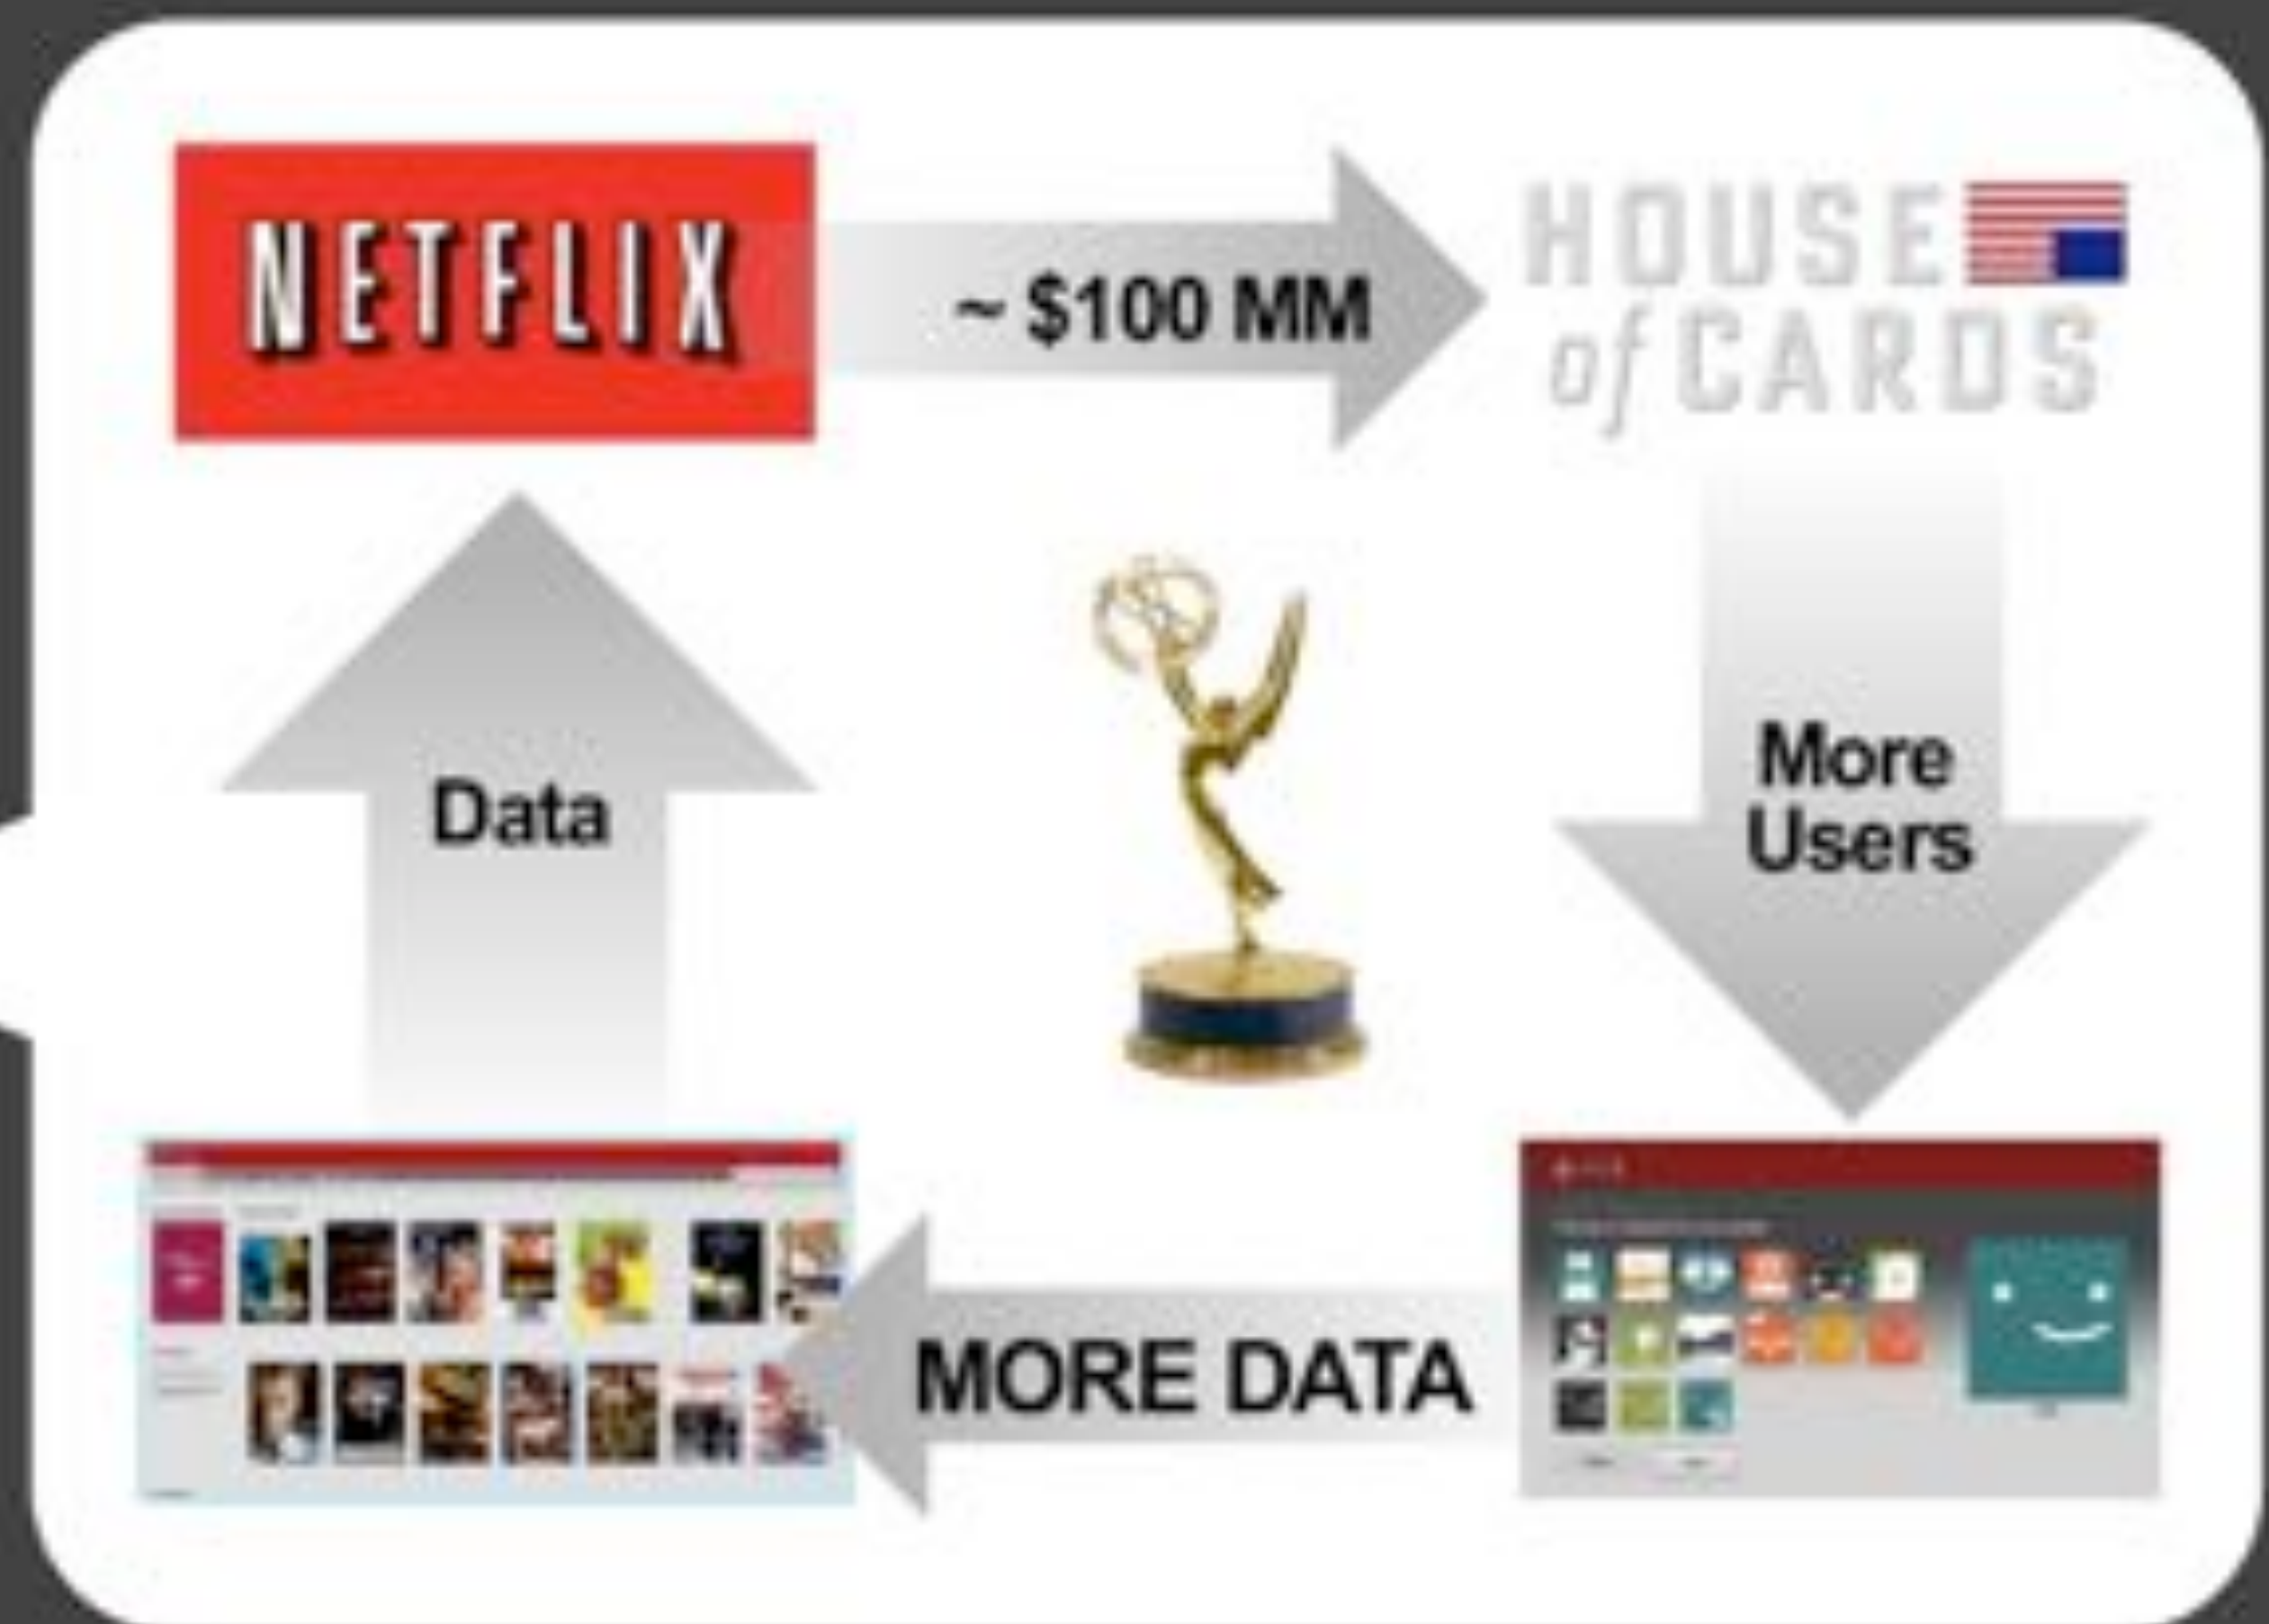 NETFLIX
~ $100 MM
HOUSE
of CARDS
Data
More
Users
MORE DATA